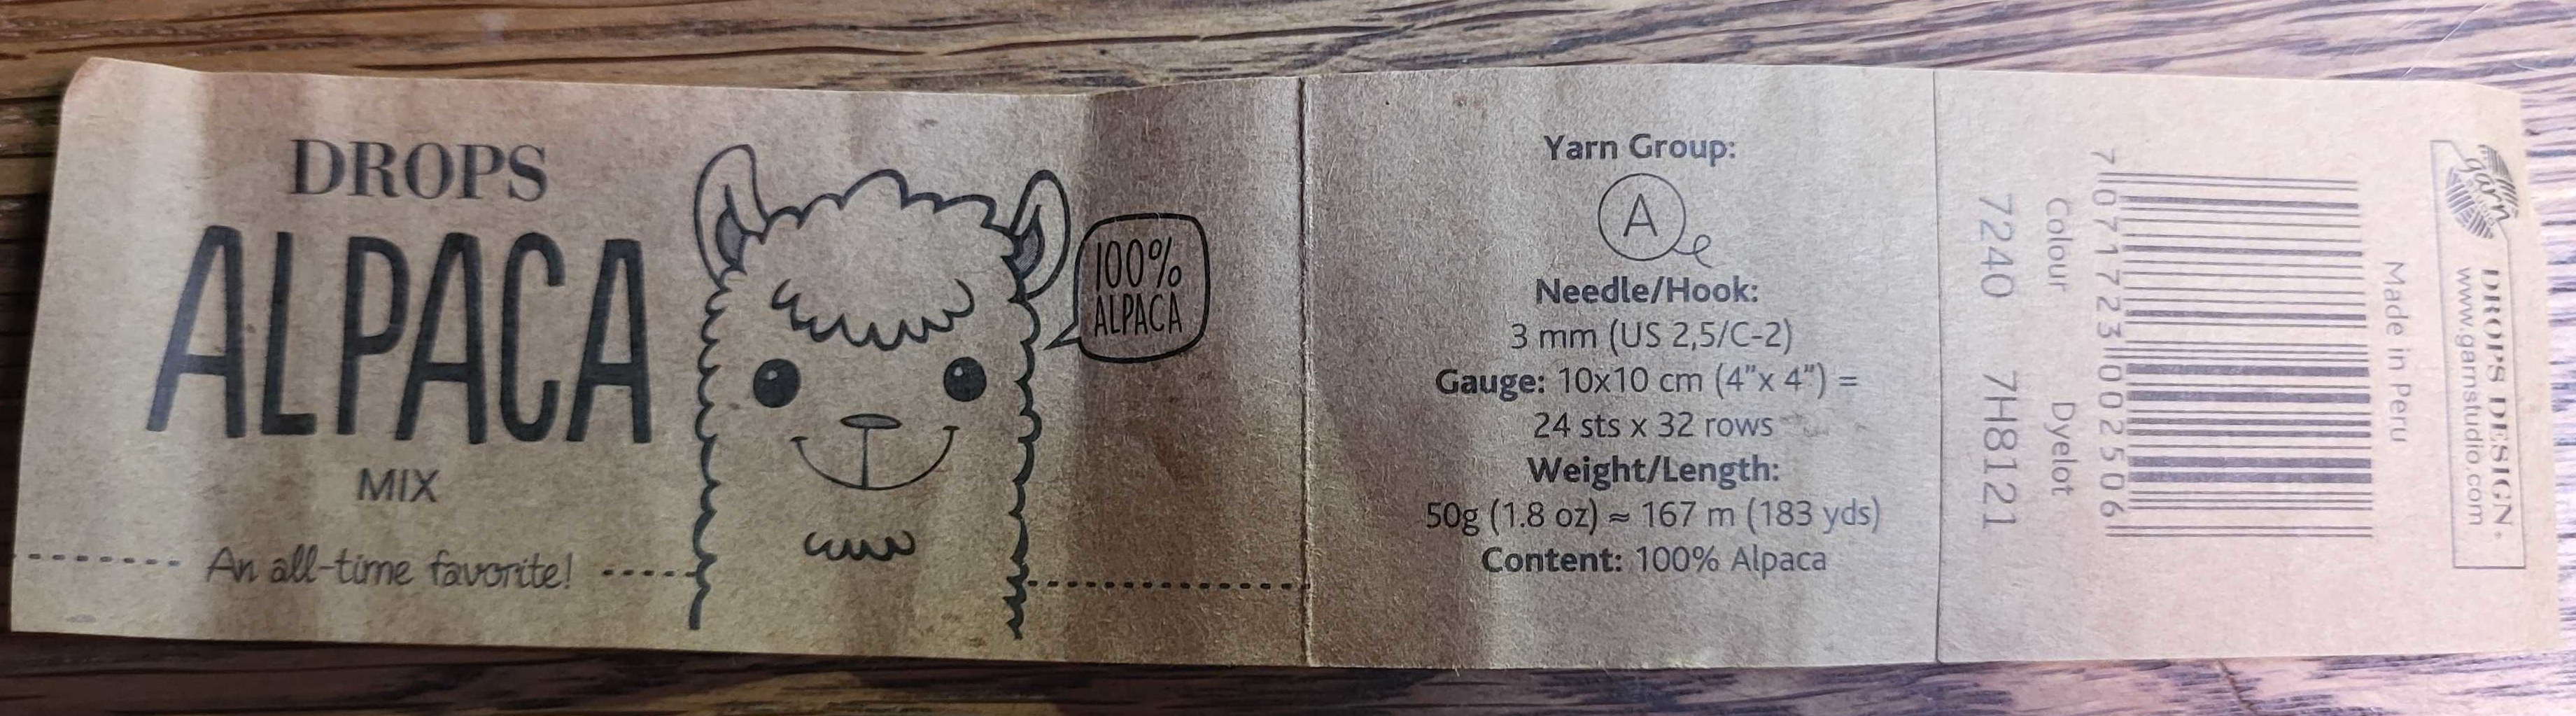 DROPS
ALPACA
MIX
An all-time favorite!
100%
ALPACA
Yarn Group:
A
Needle/Hook:
3 mm (US 2,5/C-2)
Gauge: 10x10 cm (4”x 4”) =
24 sts x 32 rows
Weight/Length:
50g (1.8 oz) ≈ 167 m (183 yds)
Content: 100% Alpaca
garn
DROPS DESIGN
www.garnstudio.com
Made in Peru
7 071723 002506
Colour Dyelot
7240 7H8121